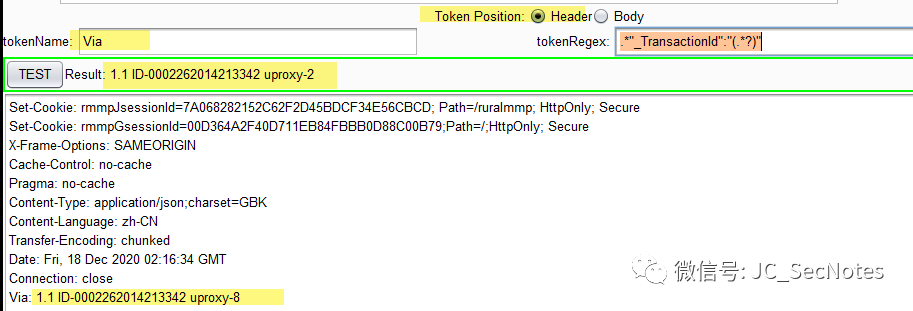 Token Position: Header Body
tokenName: Via tokenRegex: .*"_TransactionId":"(.*?)"
TEST Result: 1.1 ID-0002262014213342 uproxy-2
Set-Cookie: rmmpJsessionId=7A068282152C62F2D45BDCF34E56CBCD; Path=/ruralmmp; HttpOnly; Secure
Set-Cookie: rmmpGsessionId=00D364A2F40D711EB84FBBB0D88C00B79;Path=/;HttpOnly; Secure
X-Frame-Options: SAMEORIGIN
Cache-Control: no-cache
Pragma: no-cache
Content-Type: application/json;charset=GBK
Content-Language: zh-CN
Transfer-Encoding: chunked
Date: Fri, 18 Dec 2020 02:16:34 GMT
Connection: close
微信号: JC_SecNotes
Via: 1.1 ID-0002262014213342 uproxy-8